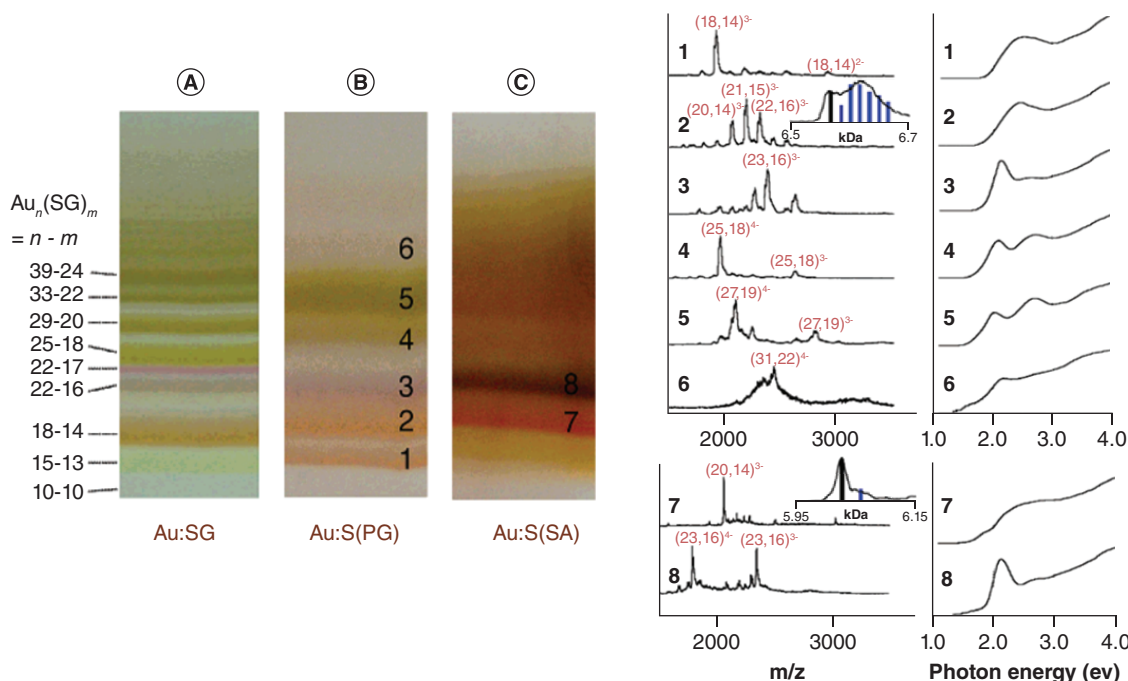 A B C
Auₙ(SG)ₘ
= n - m
39-24
33-22
29-20
25-18
22-17
22-16
18-14
15-13
10-10
6
5
4
3
2
1
8
7
Au:SG Au:S(PG) Au:S(SA)
1 (18,14)³⁻ (18,14)²⁻
2 (20,14)³⁻ (21,15)³⁻ (22,16)³⁻
6.5 kDa 6.7
3 (23,16)³⁻
4 (25,18)⁴⁻ (25,18)³⁻
5 (27,19)⁴⁻ (27,19)³⁻
6 (31,22)⁴⁻
2000 3000
7 (20,14)³⁻
5.95 kDa 6.15
8 (23,16)⁴⁻ (23,16)³⁻
2000 3000
m/z
1
2
3
4
5
6
1.0 2.0 3.0 4.0
7
8
1.0 2.0 3.0 4.0
Photon energy (ev)